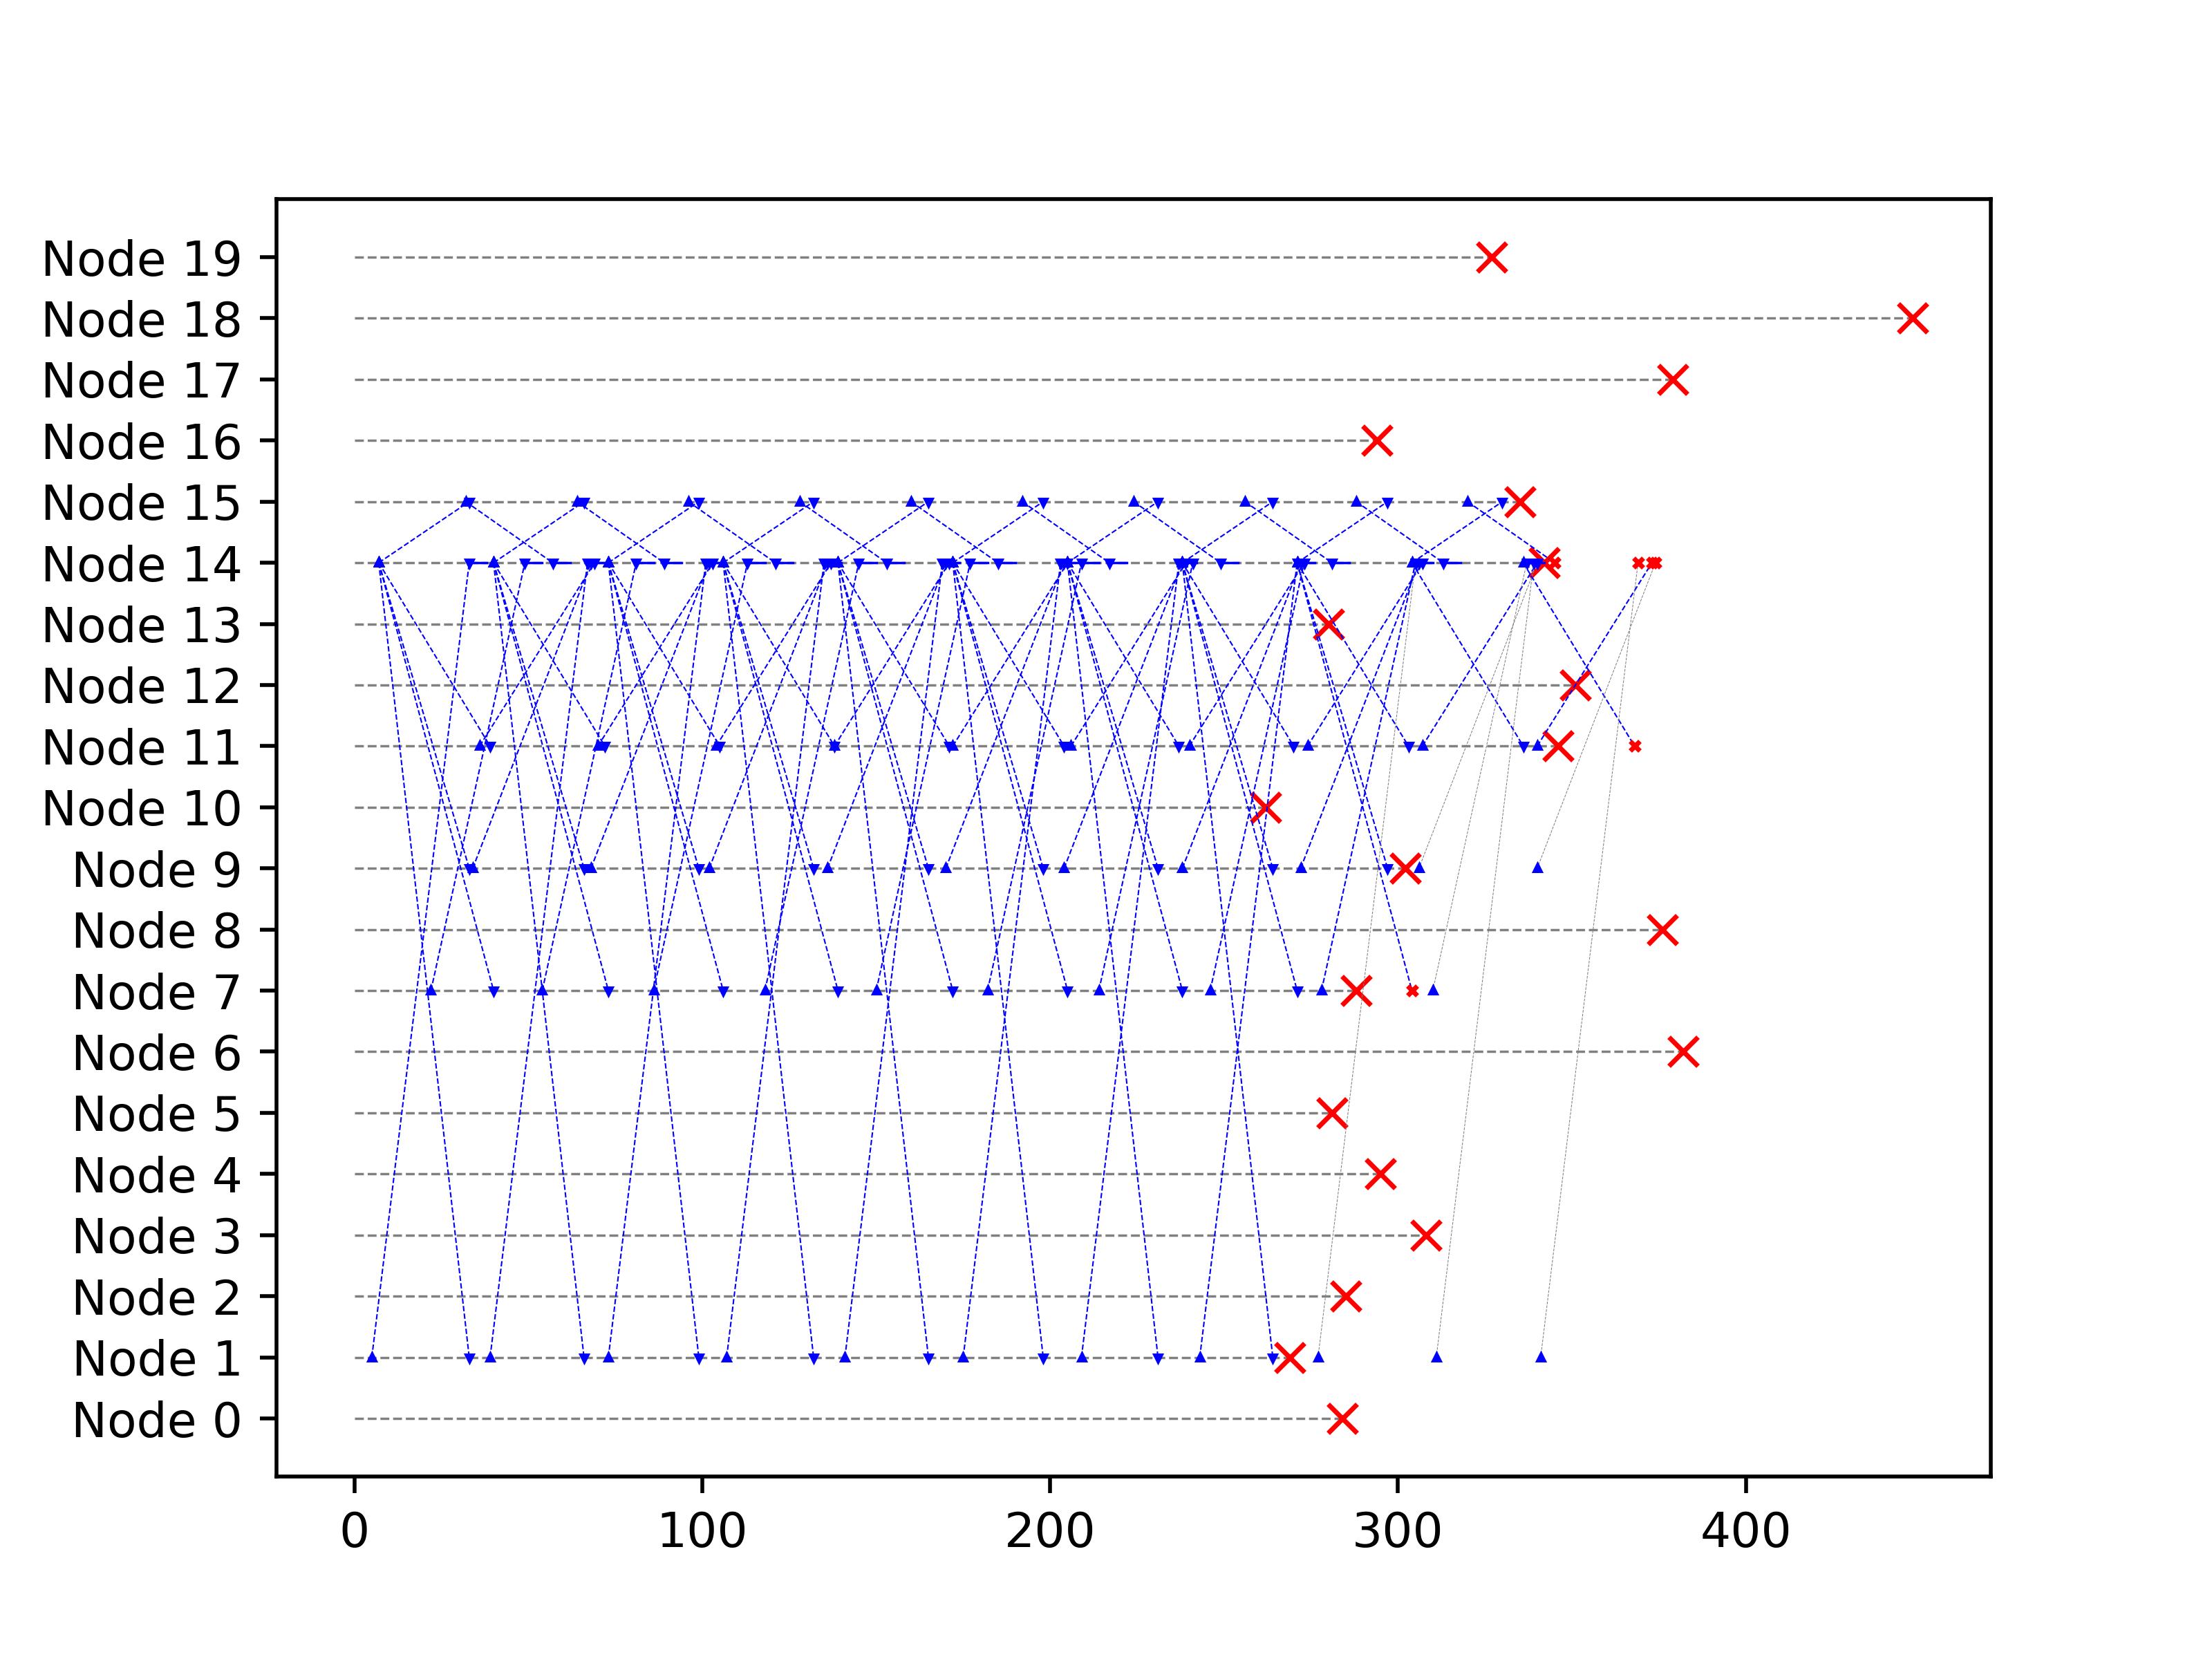 Node 19
Node 18
Node 17
Node 16
Node 15
Node 14
Node 13
Node 12
Node 11
Node 10
Node 9
Node 8
Node 7
Node 6
Node 5
Node 4
Node 3
Node 2
Node 1
Node 0
0 100 200 300 400